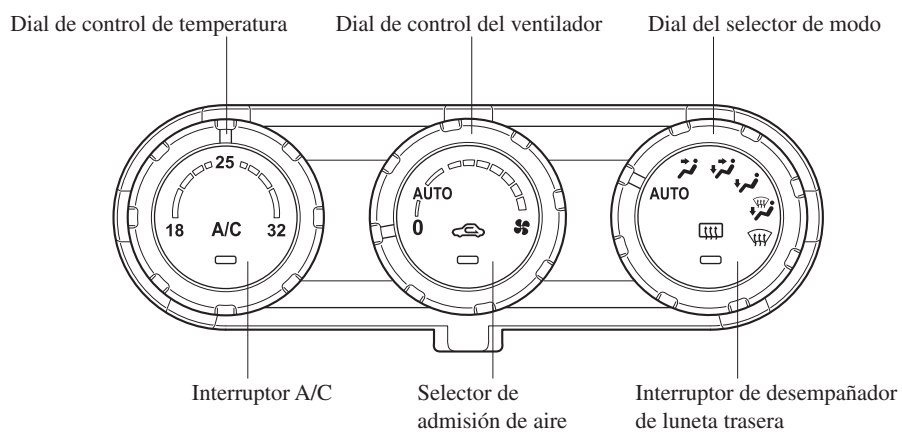 Dial de control de temperatura
Dial de control del ventilador
Dial del selector de modo
25
18
A/C
32
AUTO
0
AUTO
Interruptor A/C
Selector de
admisión de aire
Interruptor de desempañador
de luneta trasera